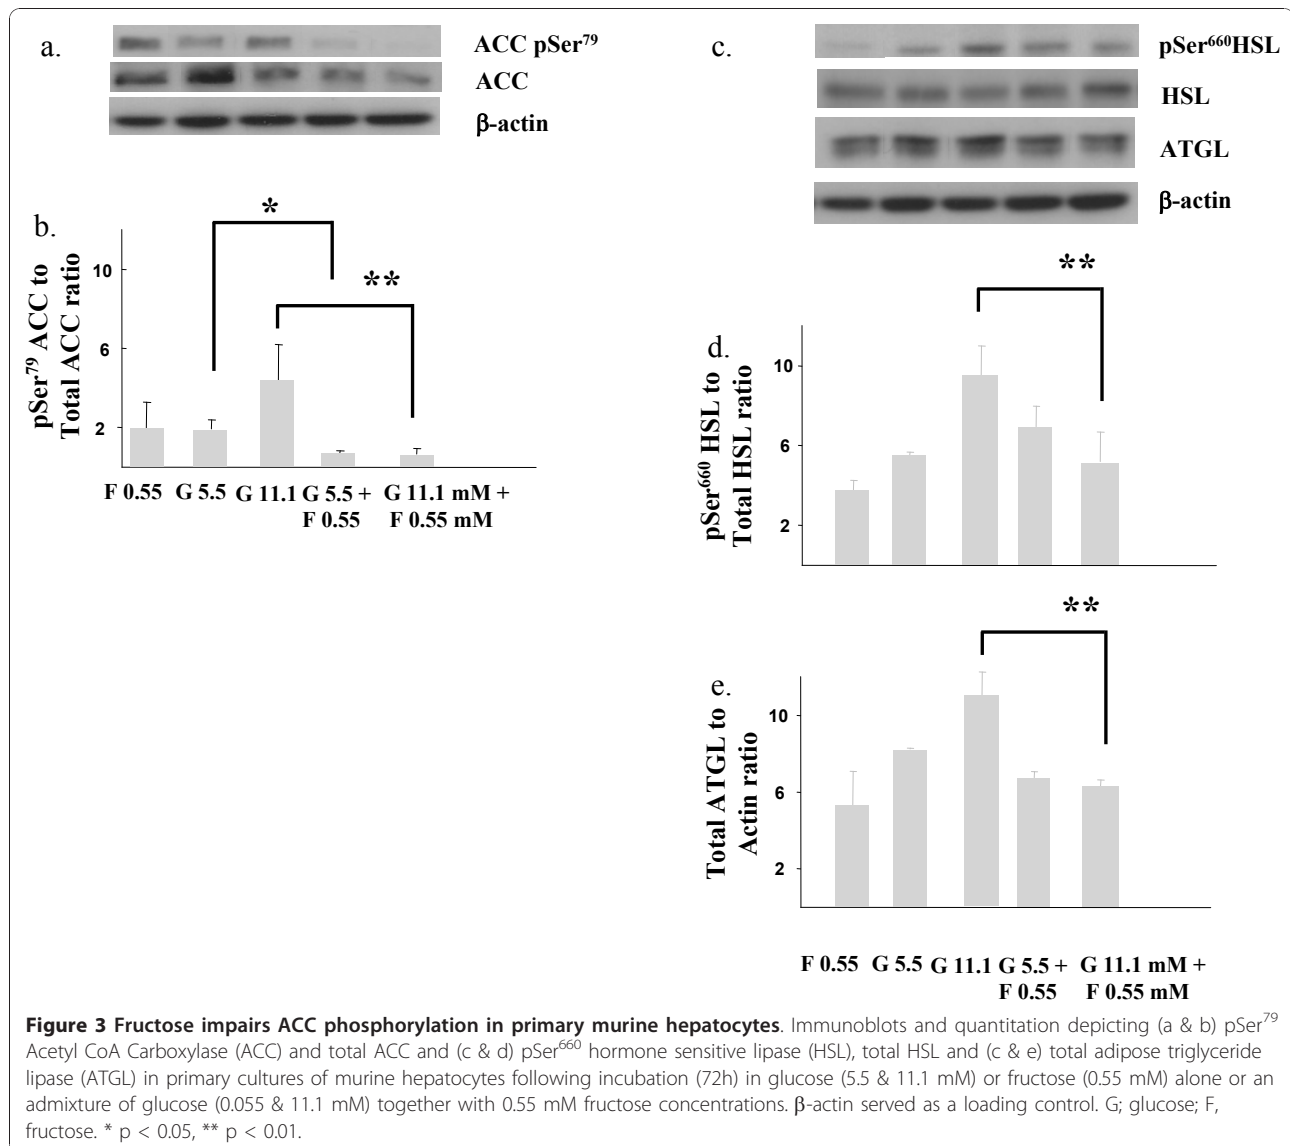 a.
ACC pSer⁷⁹
ACC
β-actin
c.
pSer⁶⁶⁰HSL
HSL
ATGL
β-actin
b.
pSer⁷⁹ ACC to
Total ACC ratio
10
6
2
*
**
F 0.55 G 5.5 G 11.1 G 5.5 + G 11.1 mM +
F 0.55 F 0.55 mM
d.
pSer⁶⁶⁰ HSL to
Total HSL ratio
10
6
2
**
e.
Total ATGL to
Actin ratio
10
6
2
**
F 0.55 G 5.5 G 11.1 G 5.5 + G 11.1 mM +
F 0.55 F 0.55 mM
Figure 3 Fructose impairs ACC phosphorylation in primary murine hepatocytes. Immunoblots and quantitation depicting (a & b) pSer⁷⁹
Acetyl CoA Carboxylase (ACC) and total ACC and (c & d) pSer⁶⁶⁰ hormone sensitive lipase (HSL), total HSL and (c & e) total adipose triglyceride
lipase (ATGL) in primary cultures of murine hepatocytes following incubation (72h) in glucose (5.5 & 11.1 mM) or fructose (0.55 mM) alone or an
admixture of glucose (0.055 & 11.1 mM) together with 0.55 mM fructose concentrations. β-actin served as a loading control. G; glucose; F,
fructose. * p < 0.05, ** p < 0.01.